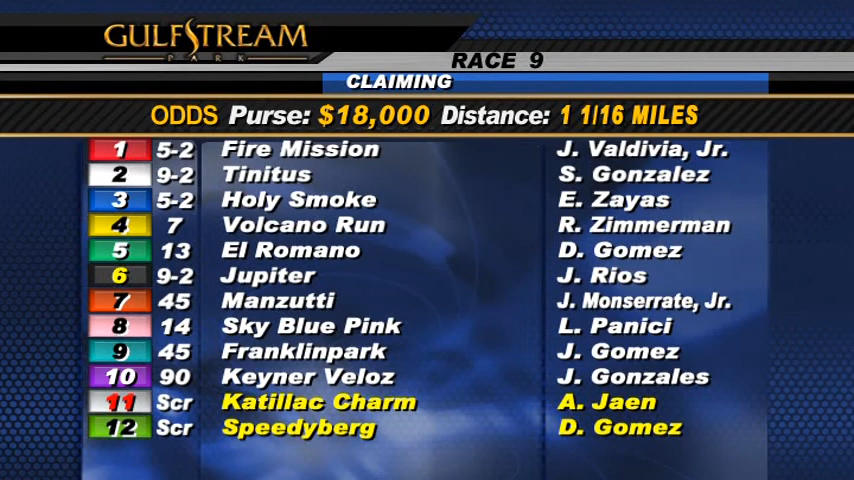 GULFSTREAM
PARK
RACE 9
CLAIMING
ODDS Purse: $18,000 Distance: 1 1/16 MILES
1 5-2 Fire Mission J. Valdivia, Jr.
2 9-2 Tinitus S. Gonzalez
3 5-2 Holy Smoke E. Zayas
4 7 Volcano Run R. Zimmerman
5 13 El Romano D. Gomez
6 9-2 Jupiter J. Rios
7 45 Manzutti J. Monserrate, Jr.
8 14 Sky Blue Pink L. Panici
9 45 Franklinpark J. Gomez
10 90 Keyner Veloz J. Gonzales
11 Scr Katillac Charm A. Jaen
12 Scr Speedyberg D. Gomez